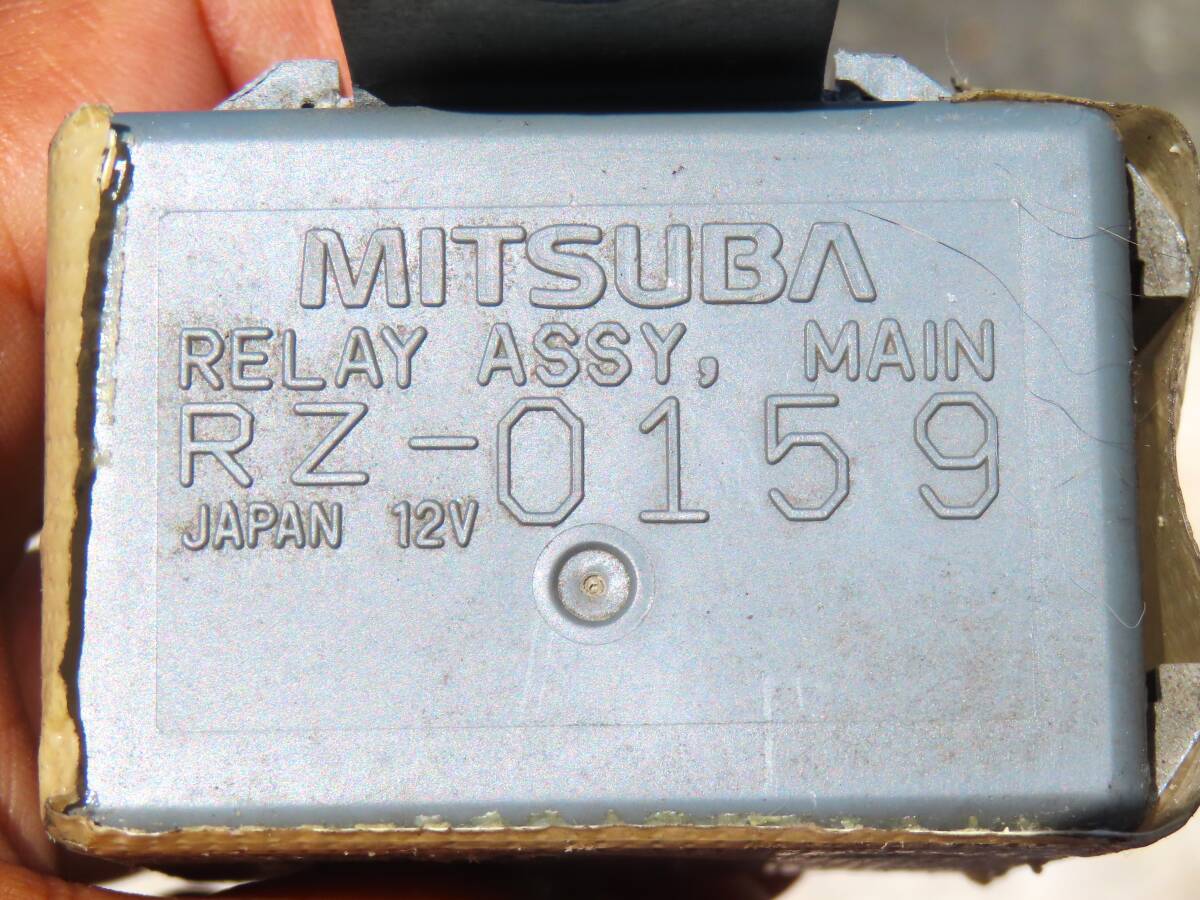 MITSUBA
RELAY ASSY, MAIN
RZ-0159
JAPAN 12V